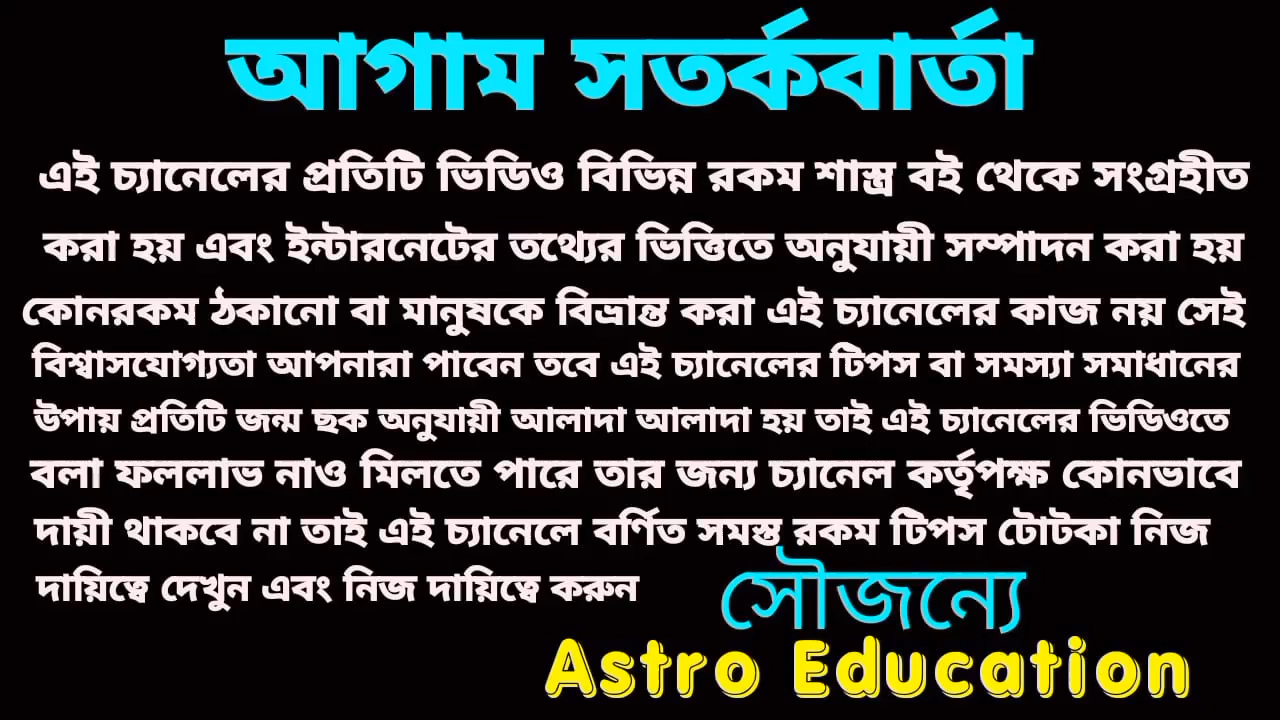 আগাম সতর্কবার্তা
এই চ্যানেলের প্রতিটি ভিডিও বিভিন্ন রকম শাস্ত্র বই থেকে সংগ্রহীত
করা হয় এবং ইন্টারনেটের তথ্যের ভিত্তিতে অনুযায়ী সম্পাদন করা হয়
কোনরকম ঠকানো বা মানুষকে বিভ্রান্ত করা এই চ্যানেলের কাজ নয় সেই
বিশ্বাসযোগ্যতা আপনারা পাবেন তবে এই চ্যানেলের টিপস বা সমস্যা সমাধানের
উপায় প্রতিটি জন্ম ছক অনুযায়ী আলাদা আলাদা হয় তাই এই চ্যানেলের ভিডিওতে
বলা ফললাভ নাও মিলতে পারে তার জন্য চ্যানেল কর্তৃপক্ষ কোনভাবে
দায়ী থাকবে না তাই এই চ্যানেলে বর্ণিত সমস্ত রকম টিপস টোটকা নিজ
দায়িত্বে দেখুন এবং নিজ দায়িত্বে করুন
সৌজন্যে
Astro Education